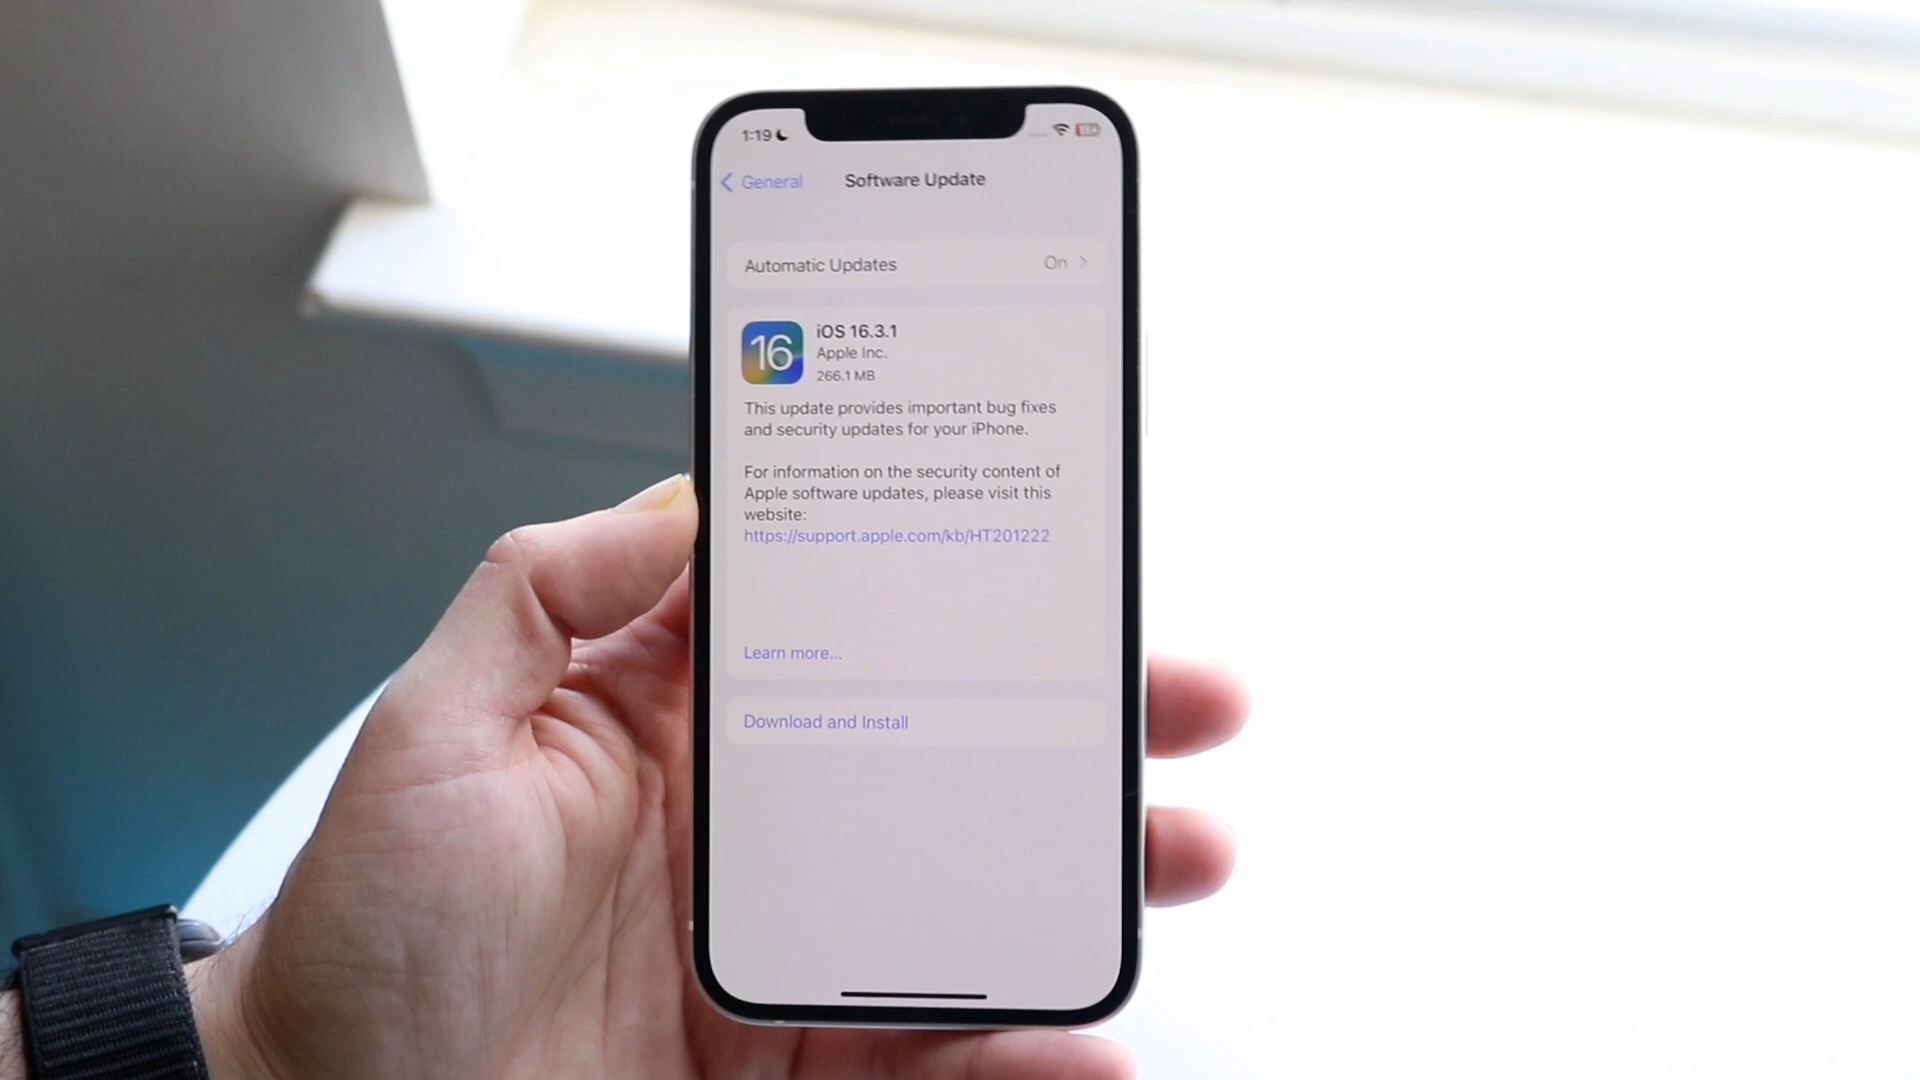 1:19
General
Software Update
Automatic Updates
On
16
iOS 16.3.1
Apple Inc.
266.1 MB
This update provides important bug fixes
and security updates for your iPhone.
For information on the security content of
Apple software updates, please visit this
website:
https://support.apple.com/kb/HT201222
Learn more...
Download and Install